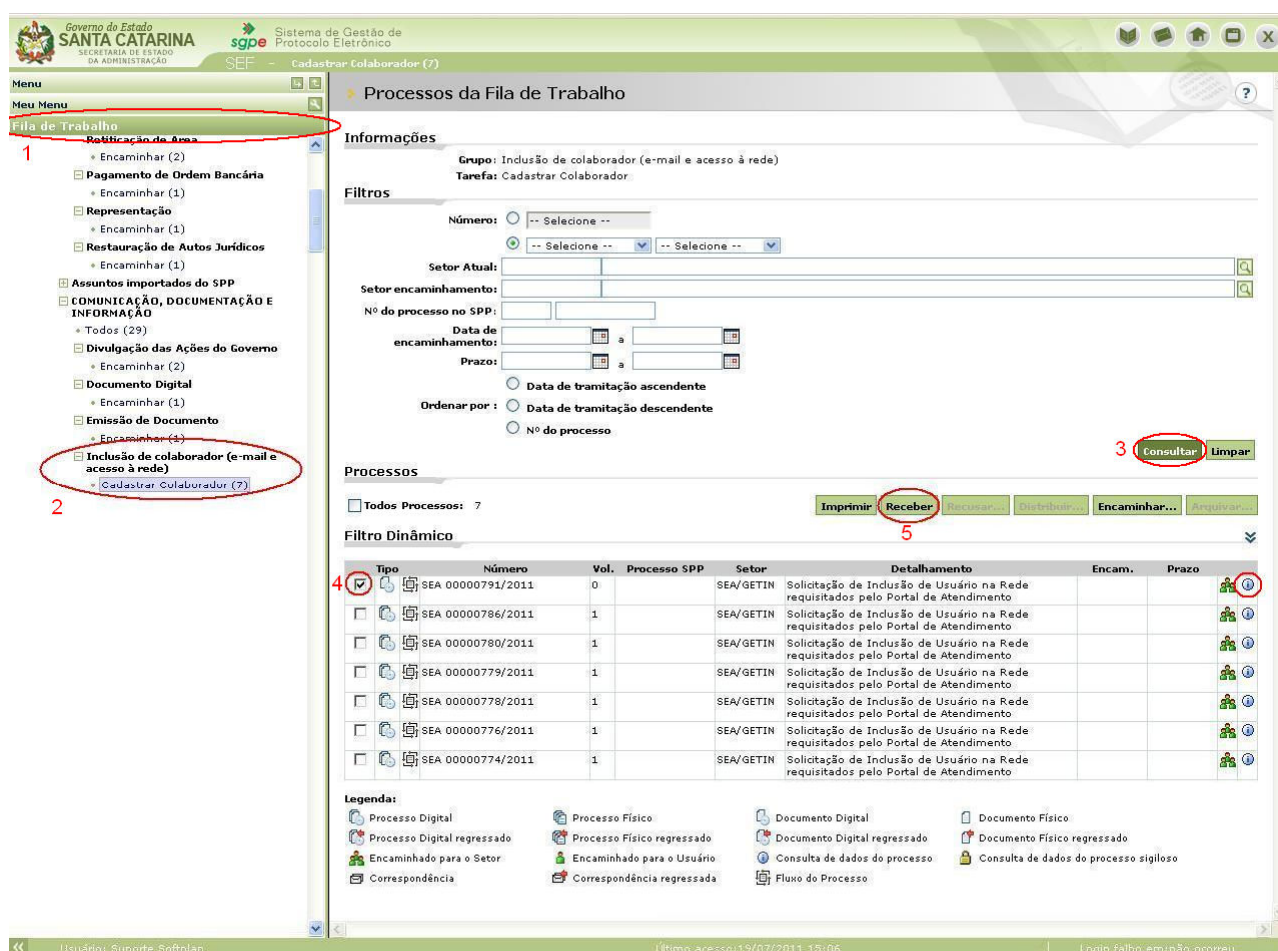 Governo do Estado
SANTA CATARINA
SECRETARIA DE ESTADO
DA ADMINISTRAÇÃO
sgpe
Sistema de Gestão de
Protocolo Eletrônico
SEF - Cadastrar Colaborador (7)
X
Menu
Meu Menu
Fila de Trabalho
1
Retificação de Area
Encaminhar (2)
Pagamento de Ordem Bancária
Encaminhar (1)
Representação
Encaminhar (1)
Restauração de Autos Jurídicos
Encaminhar (1)
Assuntos importados do SPP
COMUNICAÇÃO, DOCUMENTAÇÃO E
INFORMAÇÃO
Todos (29)
Divulgação das Ações do Governo
Encaminhar (2)
Documento Digital
Encaminhar (1)
Emissão de Documento
Encaminhar (1)
Inclusão de colaborador (e-mail e
acesso à rede)
Cadastrar Colaborador (7)
2
Processos da Fila de Trabalho
?
Informações
Grupo: Inclusão de colaborador (e-mail e acesso à rede)
Tarefa: Cadastrar Colaborador
Filtros
Número: -- Selecione --
-- Selecione -- -- Selecione --
Setor Atual:
Setor encaminhamento:
Nº do processo no SPP:
Data de
encaminhamento: a
Prazo: a
Data de tramitação ascendente
Ordenar por : Data de tramitação descendente
Nº do processo
3 Consultar Limpar
Processos
Todos Processos: 7
Imprimir Receber Recusar... Distribuir... Encaminhar... Arquivar...
5
Filtro Dinâmico
Tipo Número Vol. Processo SPP Setor Detalhamento Encam. Prazo
4 SEA 00000791/2011 0 SEA/GETIN Solicitação de Inclusão de Usuário na Rede
requisitados pelo Portal de Atendimento
SEA 00000786/2011 1 SEA/GETIN Solicitação de Inclusão de Usuário na Rede
requisitados pelo Portal de Atendimento
SEA 00000780/2011 1 SEA/GETIN Solicitação de Inclusão de Usuário na Rede
requisitados pelo Portal de Atendimento
SEA 00000779/2011 1 SEA/GETIN Solicitação de Inclusão de Usuário na Rede
requisitados pelo Portal de Atendimento
SEA 00000778/2011 1 SEA/GETIN Solicitação de Inclusão de Usuário na Rede
requisitados pelo Portal de Atendimento
SEA 00000776/2011 1 SEA/GETIN Solicitação de Inclusão de Usuário na Rede
requisitados pelo Portal de Atendimento
SEA 00000774/2011 1 SEA/GETIN Solicitação de Inclusão de Usuário na Rede
requisitados pelo Portal de Atendimento
Legenda:
Processo Digital Processo Físico Documento Digital Documento Físico
Processo Digital regressado Processo Físico regressado Documento Digital regressado Documento Físico regressado
Encaminhado para o Setor Encaminhado para o Usuário Consulta de dados do processo Consulta de dados do processo sigiloso
Correspondência Correspondência regressada Fluxo do Processo
Usuário: Suporte Softplan Último acesso:19/07/2011 15:06 Login falho em:não ocorreu